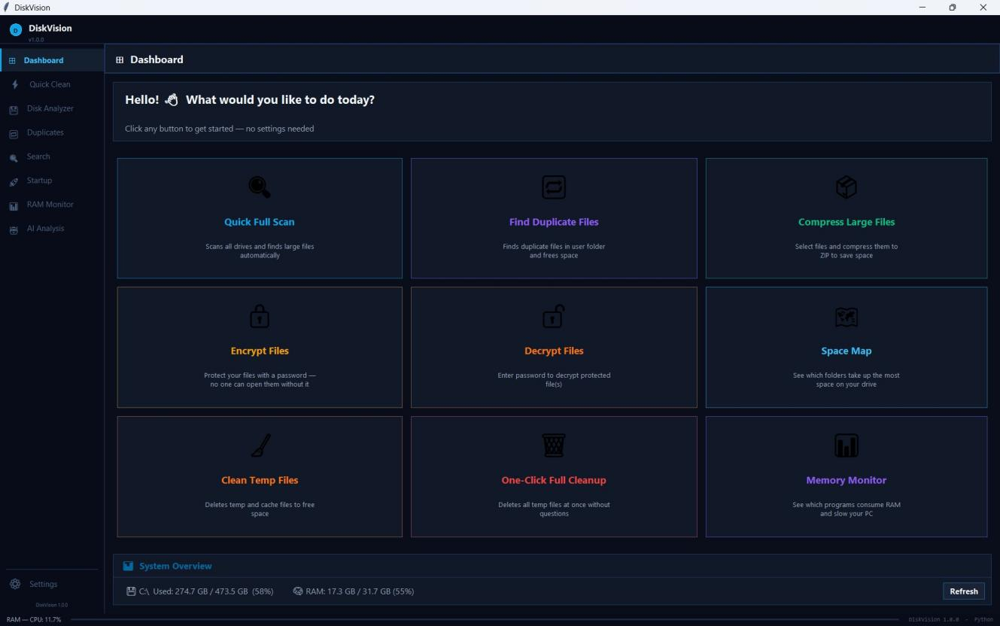 DiskVision
DiskVision
v1.0.0
Dashboard
Quick Clean
Disk Analyzer
Duplicates
Search
Startup
RAM Monitor
AI Analysis
Settings
DiskVision 1.0.0
Dashboard
Hello! What would you like to do today?
Click any button to get started — no settings needed
Quick Full Scan
Scans all drives and finds large files
automatically
Find Duplicate Files
Finds duplicate files in user folder
and frees space
Compress Large Files
Select files and compress them to
ZIP to save space
Encrypt Files
Protect your files with a password —
no one can open them without it
Decrypt Files
Enter password to decrypt protected
file(s)
Space Map
See which folders take up the most
space on your drive
Clean Temp Files
Deletes temp and cache files to free
space
One-Click Full Cleanup
Deletes all temp files at once without
questions
Memory Monitor
See which programs consume RAM
and slow your PC
System Overview
C:\ Used: 274.7 GB / 473.5 GB (58%) RAM: 17.3 GB / 31.7 GB (55%)
Refresh
RAM — CPU: 11.7%
DiskVision 1.0.0 - Python